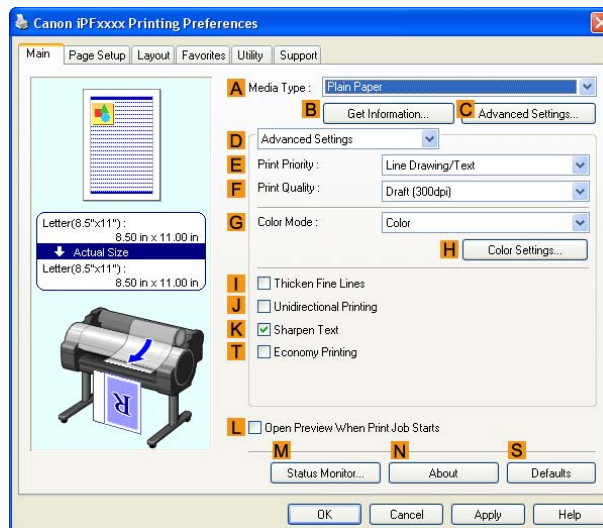 Canon iPFxxxx Printing Preferences
Main Page Setup Layout Favorites Utility Support
A Media Type : Plain Paper
B Get Information... C Advanced Settings...
D Advanced Settings
E Print Priority : Line Drawing/Text
F Print Quality : Draft (300dpi)
G Color Mode : Color
H Color Settings...
Letter(8.5"x11") :
8.50 in x 11.00 in
Actual Size
Letter(8.5"x11") :
8.50 in x 11.00 in
R
I Thicken Fine Lines
J Unidirectional Printing
K Sharpen Text
T Economy Printing
L Open Preview When Print Job Starts
M N S
Status Monitor... About Defaults
OK Cancel Apply Help